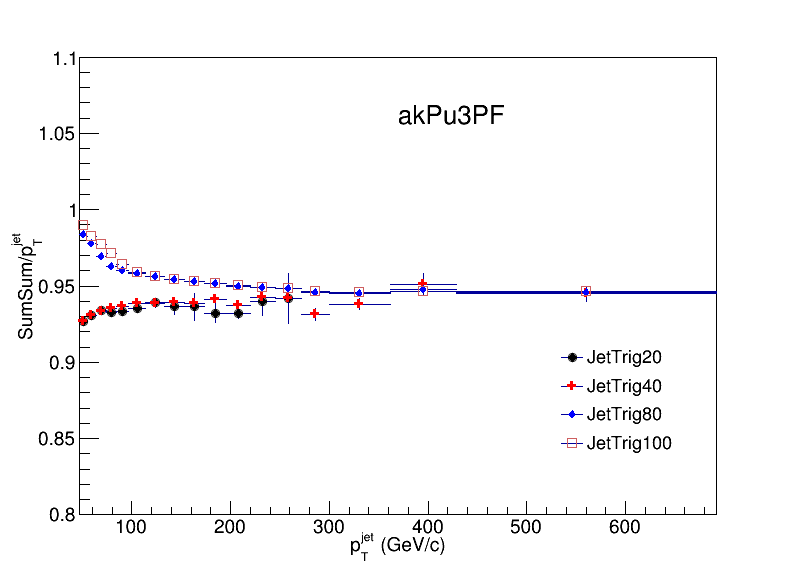 akPu3PF
SumSum/p_T^jet
1.1
1.05
1
0.95
0.9
0.85
0.8
JetTrig20
JetTrig40
JetTrig80
JetTrig100
100 200 300 400 500 600
p_T^jet (GeV/c)